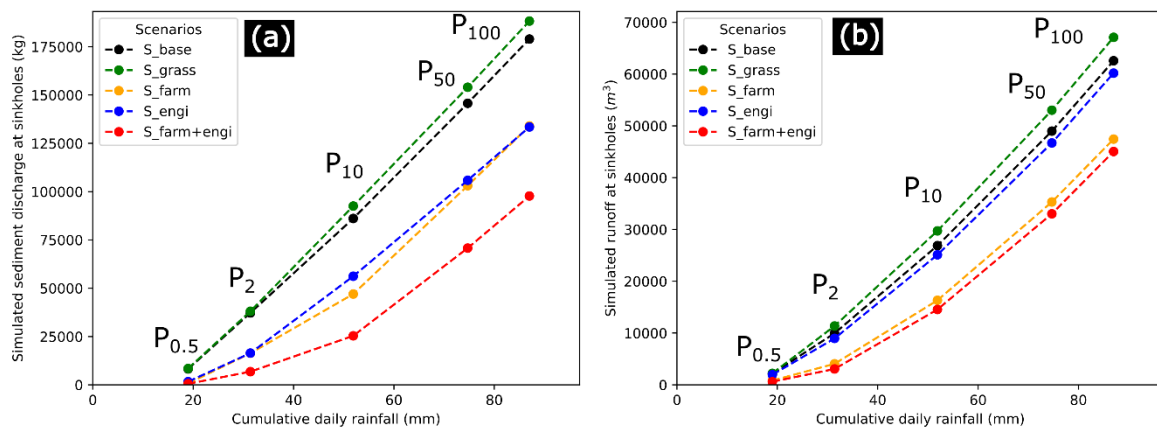 (a)
Scenarios
S_base
S_grass
S_farm
S_engi
S_farm+engi
P0.5
P2
P10
P50
P100
175000
150000
125000
100000
75000
50000
25000
0
Simulated sediment discharge at sinkholes (kg)
0 20 40 60 80
Cumulative daily rainfall (mm)
(b)
Scenarios
S_base
S_grass
S_farm
S_engi
S_farm+engi
P0.5
P2
P10
P50
P100
70000
60000
50000
40000
30000
20000
10000
0
Simulated runoff at sinkholes (m³)
0 20 40 60 80
Cumulative daily rainfall (mm)